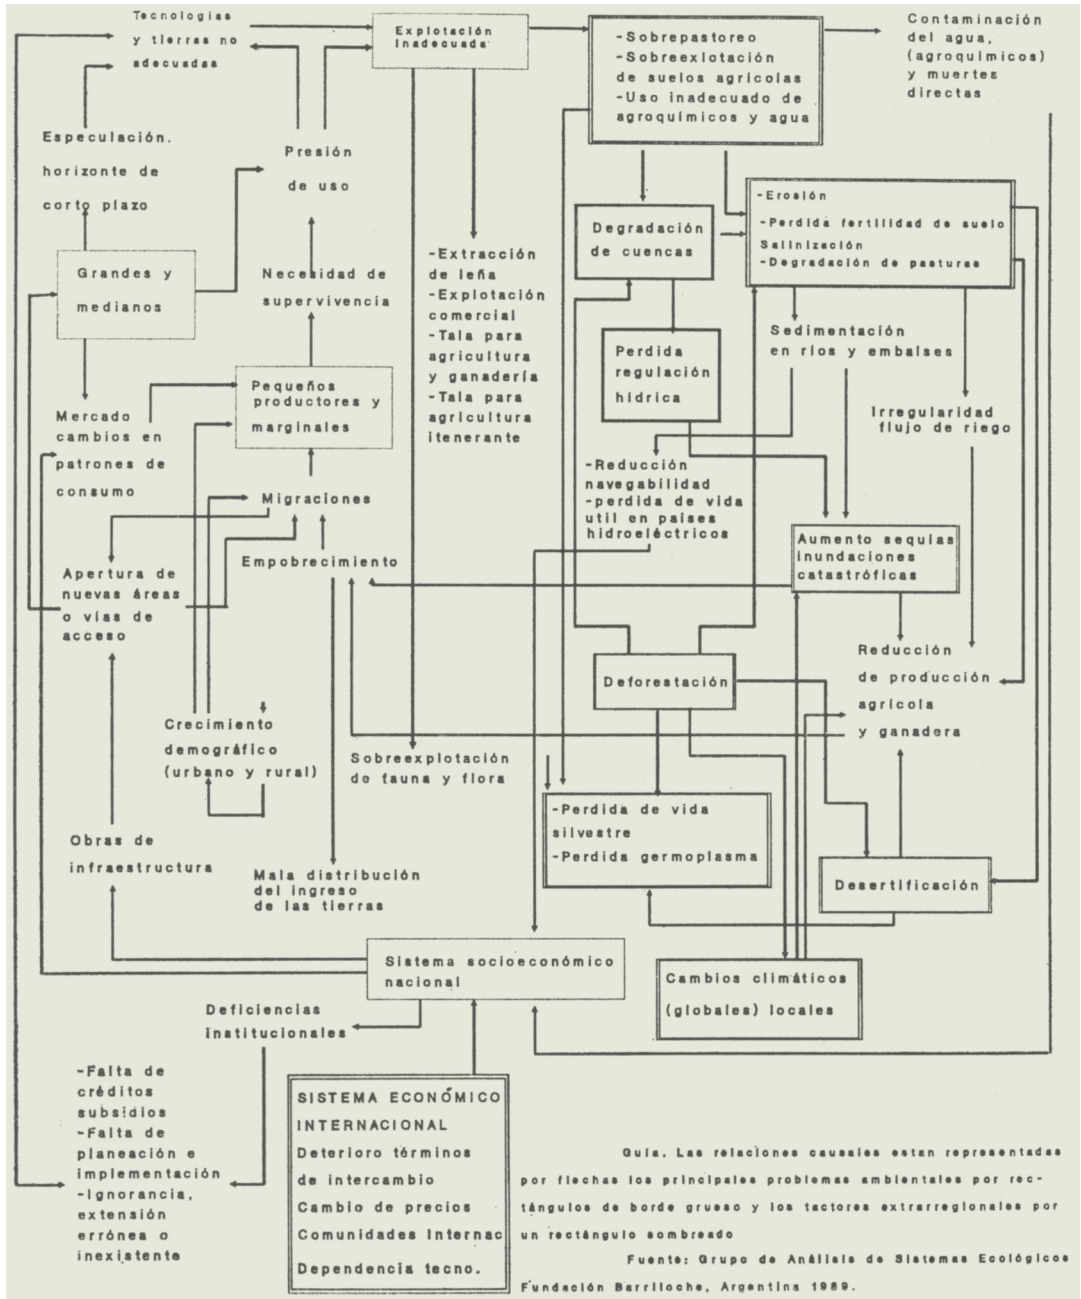 Tecnologías
y tierras no
adecuadas
Explotación
inadecuada
-Sobrepastoreo
-Sobreexlotación
de suelos agrícolas
-Uso inadecuado de
agroquímicos y agua
Contaminación
del agua,
(agroquímicos)
y muertes
directas
Especulación.
horizonte de
corto plazo
Presión
de uso
Grandes y
medianos
Necesidad de
supervivencia
-Extracción
de leña
-Explotación
comercial
-Tala para
agricultura
y ganadería
-Tala para
agricultura
itenerante
Degradación
de cuencas
-Erosión
-Perdida fertilidad de suelo
Salinización
-Degradación de pasturas
Perdida
regulación
hídrica
Sedimentación
en ríos y embalses
Irregularidad
flujo de riego
Mercado
cambios en
patrones de
consumo
Pequeños
productores y
marginales
Migraciones
Empobrecimiento
-Reducción
navegabilidad
-perdida de vida
util en países
hidroeléctricos
Aumento sequias
inundaciones
catastróficas
Apertura de
nuevas áreas
o vías de
acceso
Deforestación
Reducción
de producción
agrícola
y ganadera
Crecimiento
demográfico
(urbano y rural)
Sobreexplotación
de fauna y flora
-Perdida de vida
silvestre
-Perdida germoplasma
Obras de
infraestructura
Mala distribución
del ingreso
de las tierras
Desertificación
Sistema socioeconómico
nacional
Cambios climáticos
(globales) locales
Deficiencias
institucionales
-Falta de
créditos
subsidios
-Falta de
planeación e
implementación
-Ignorancia,
extensión
errónea o
inexistente
SISTEMA ECONÓMICO
INTERNACIONAL
Deterioro términos
de intercambio
Cambio de precios
Comunidades Internac
Dependencia tecno.
Guía. Las relaciones causales estan representadas
por flechas los principales problemas ambientales por rec-
tángulos de borde grueso y los tactores extrarregionales por
un rectángulo sombreado
Fuente: Grupo de Análisis de Sistemas Ecológicos
Fundación Barriloche, Argentina 1989.